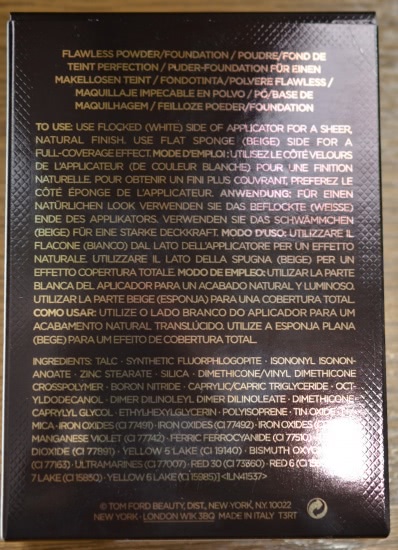 FLAWLESS POWDER/FOUNDATION / POUDRE/FOND DE
TEINT PERFECTION / PUDER-FOUNDATION FÜR EINEN
MAKELLOSEN TEINT / FONDOTINTA/POLVERE FLAWLESS/
MAQUILLAJE IMPECABLE EN POLVO / PÓ/BASE DE
MAQUILHAGEM / FEILLOZE POEDER/FOUNDATION
TO USE: USE FLOCKED (WHITE) SIDE OF APPLICATOR FOR A SHEER,
NATURAL FINISH. USE FLAT SPONGE (BEIGE) SIDE FOR A
FULL-COVERAGE EFFECT. MODE D'EMPLOI: UTILISEZ LE CÔTÉ VELOURS
DE L'APPLICATEUR (DE COULEUR BLANCHE) POUR UNE FINITION
NATURELLE. POUR OBTENIR UN FINI PLUS COUVRANT, PREFEREZ LE
CÔTÉ ÉPONGE DE L'APPLICATEUR. ANWENDUNG: FÜR EINEN
NATÜRLICHEN LOOK VERWENDEN SIE DAS BEFLOCKTE (WEISSE)
ENDE DES APPLIKATORS. VERWENDEN SIE DAS SCHWÄMMCHEN
(BEIGE) FÜR EINE STARKE DECKKRAFT. MODO D'USO: UTILIZZARE IL
FLACONE (BIANCO) DAL LATO DELL'APPLICATORE PER UN EFFETTO
NATURALE. UTILIZZARE IL LATO DELLA SPUGNA (BEIGE) PER UN
EFFETTO COPERTURA TOTALE. MODO DE EMPLEO: UTILIZAR LA PARTE
BLANCA DEL APLICADOR PARA UN ACABADO NATURAL Y LUMINOSO.
UTILIZAR LA PARTE BEIGE (ESPONJA) PARA UNA COBERTURA TOTAL.
COMO USAR: UTILIZE O LADO BRANCO DO APLICADOR PARA UM
ACABAMENTO NATURAL TRANSLÚCIDO. UTILIZE A ESPONJA PLANA
(BEGE) PARA UM EFEITO DE COBERTURA TOTAL.
INGREDIENTS: TALC • SYNTHETIC FLUORPHLOGOPITE • ISONONYL ISONON-
ANOATE • ZINC STEARATE • SILICA • DIMETHICONE/VINYL DIMETHICONE
CROSSPOLYMER • BORON NITRIDE • CAPRYLIC/CAPRIC TRIGLYCERIDE • OCT-
YLDODECANOL • DIMER DILINOLEYL DIMER DILINOLEATE • DIMETHICONE •
CAPRYLYL GLYCOL • ETHYLHEXYLGLYCERIN • POLYISOPRENE • TIN OXIDE •
MICA • IRON OXIDES (CI 77491) • IRON OXIDES (CI 77492) • IRON OXIDES (CI
MANGANESE VIOLET (CI 77742) • FERRIC FERROCYANIDE (CI 77510)
DIOXIDE (CI 77891) • YELLOW 5 LAKE (CI 19140) • BISMUTH OXYC
(CI 77163) • ULTRAMARINES (CI 77007) • RED 30 (CI 73360) • RED 6 (CI
7 LAKE (CI 15850) • YELLOW 6 LAKE (CI 15985)] <ILN41537>
© TOM FORD BEAUTY, DIST., NEW YORK, N.Y. 10022
NEW YORK • LONDON W1K 3BG MADE IN ITALY T3RT